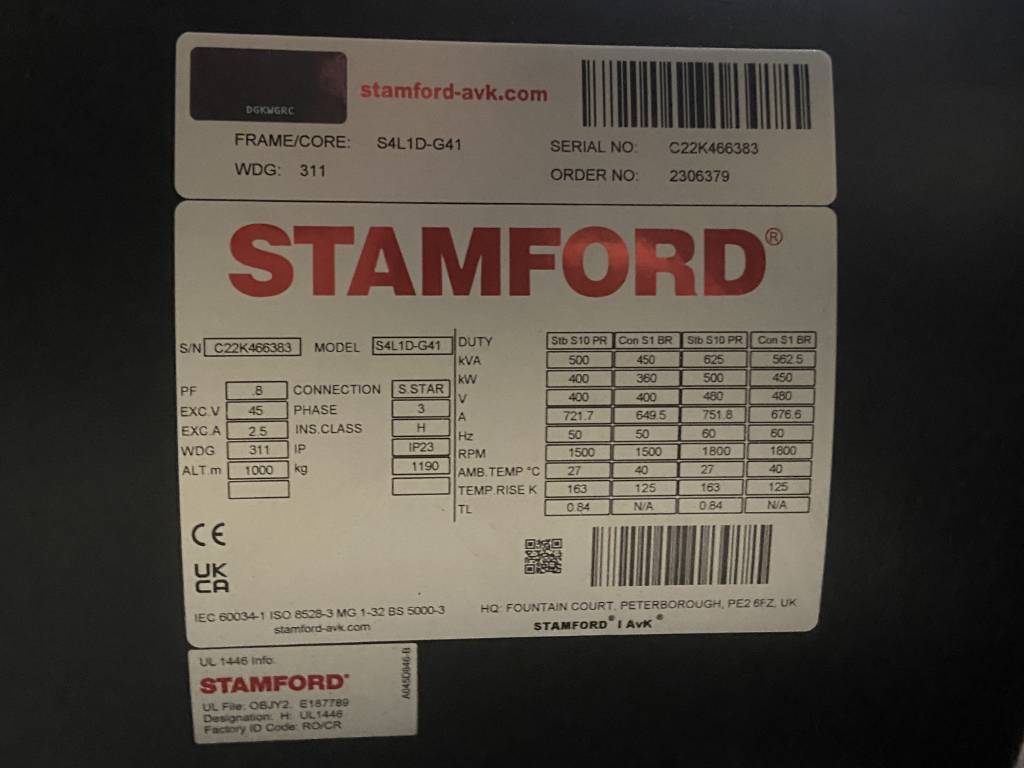 DGKWGRC
stamford-avk.com
FRAME/CORE: S4L1D-G41
SERIAL NO: C22K466383
WDG: 311
ORDER NO: 2306379
STAMFORD®
S/N C22K466383 MODEL S4L1D-G41
PF .8 CONNECTION S.STAR
EXC.V 45 PHASE 3
EXC.A 2.5 INS.CLASS H
WDG 311 IP IP23
ALT.m 1000 kg 1190
DUTY Stb S10 PR Con S1 BR Stb S10 PR Con S1 BR
kVA 500 450 625 562.5
kW 400 360 500 450
V 400 400 480 480
A 721.7 649.5 751.8 676.6
Hz 50 50 60 60
RPM 1500 1500 1800 1800
AMB.TEMP °C 27 40 27 40
TEMP.RISE K 163 125 163 125
TL 0.84 N/A 0.84 N/A
CE
UK
CA
IEC 60034-1 ISO 8528-3 MG 1-32 BS 5000-3
stamford-avk.com
HQ: FOUNTAIN COURT, PETERBOROUGH, PE2 6FZ, UK
STAMFORD® | AvK®
UL 1446 Info.
STAMFORD®
UL File: OBJY2. E187789
Designation: H: UL1446
Factory ID Code: RO/CR
A045D846-B